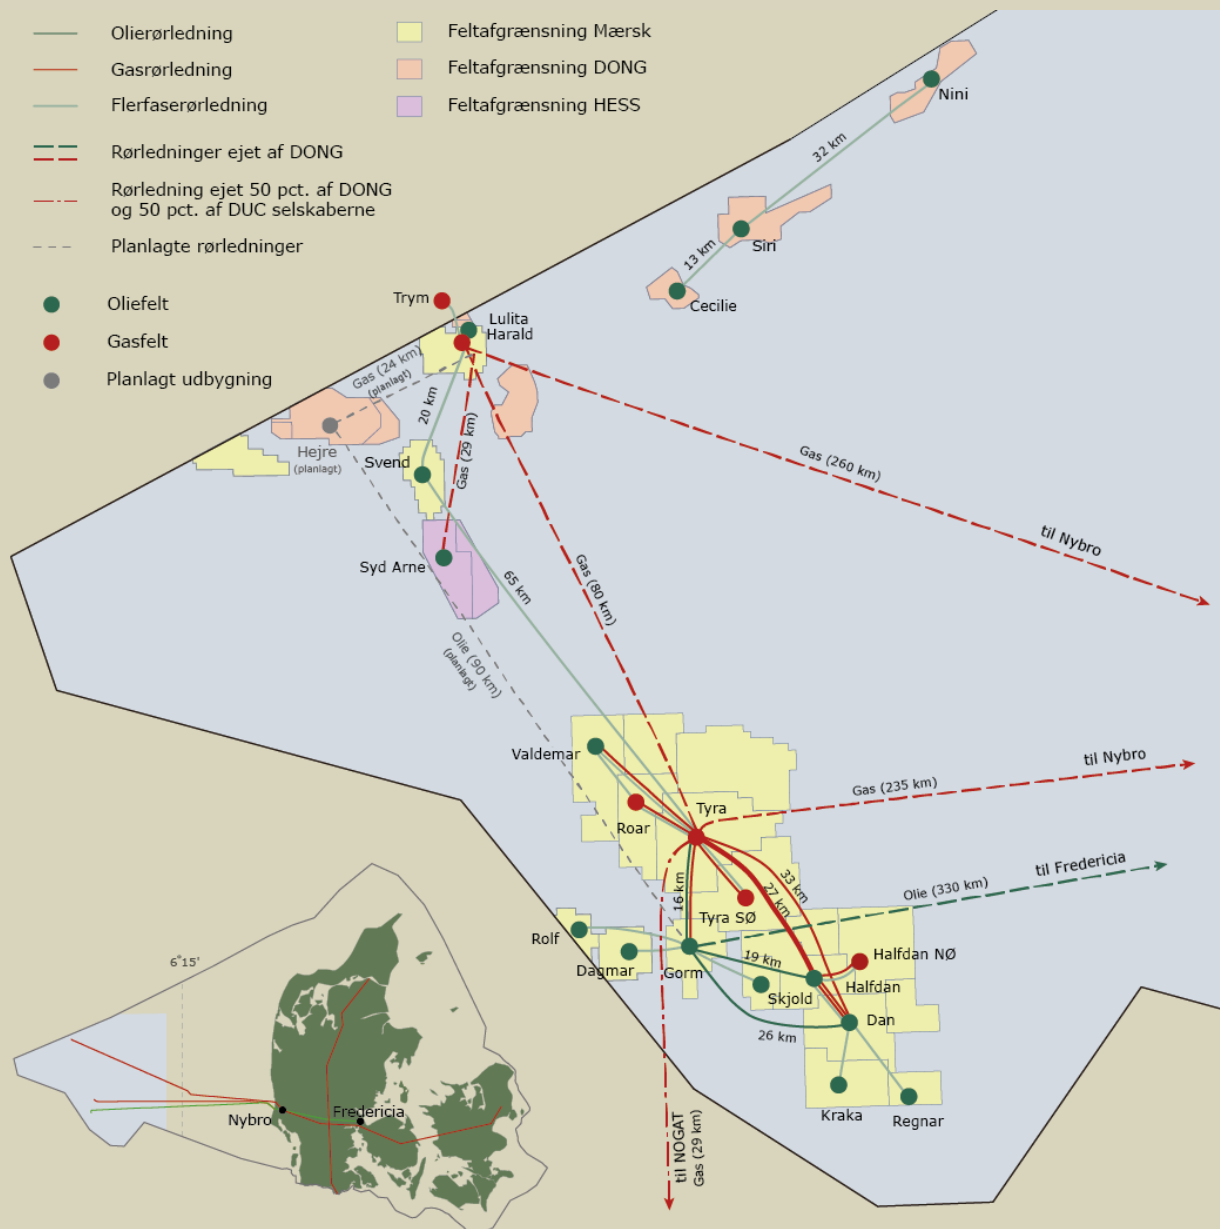 Olierørledning
Gasrørledning
Flerfaserørledning
Rørledninger ejet af DONG
Rørledning ejet 50 pct. af DONG
og 50 pct. af DUC selskaberne
Planlagte rørledninger
Oliefelt
Gasfelt
Planlagt udbygning
Feltafgrænsning Mærsk
Feltafgrænsning DONG
Feltafgrænsning HESS
Nini
32 km
Siri
13 km
Cecilie
Trym
Lulita
Harald
Gas (24 km)
(planlagt)
20 km
Gas (29 km)
Hejre
(planlagt)
Svend
Gas (260 km)
til Nybro
Syd Arne
65 km
Gas (80 km)
Olie (90 km)
(planlagt)
Valdemar
til Nybro
Gas (235 km)
Tyra
Roar
til Fredericia
Olie (330 km)
16 km
27 km
33 km
Tyra SØ
Rolf
Dagmar
Gorm
19 km
Halfdan NØ
Halfdan
Skjold
Dan
26 km
Kraka
Regnar
til NOGAT
Gas (29 km)
6°15'
Nybro
Fredericia